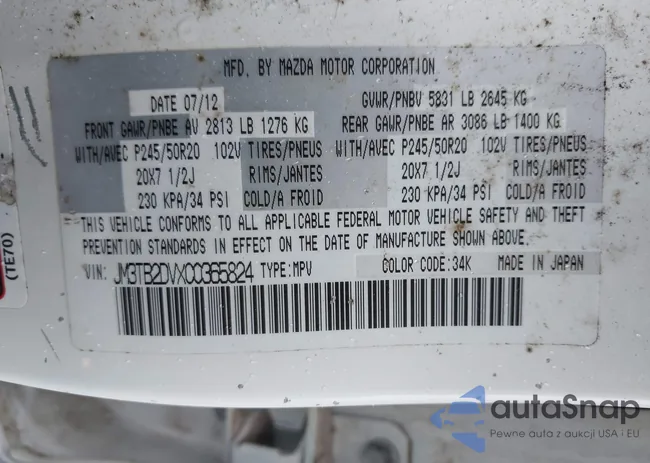 MFD. BY MAZDA MOTOR CORPORATION
DATE 07/12 GVWR/PNBV 5831 LB 2645 KG
FRONT GAWR/PNBE AV 2813 LB 1276 KG REAR GAWR/PNBE AR 3086 LB 1400 KG
WITH/AVEC P245/50R20 102V TIRES/PNEUS WITH/AVEC P245/50R20 102V TIRES/PNEUS
20X7 1/2J RIMS/JANTES 20X7 1/2J RIMS/JANTES
230 KPA/34 PSI COLD/A FROID 230 KPA/34 PSI COLD/A FROID
THIS VEHICLE CONFORMS TO ALL APPLICABLE FEDERAL MOTOR VEHICLE SAFETY AND THEFT
PREVENTION STANDARDS IN EFFECT ON THE DATE OF MANUFACTURE SHOWN ABOVE.
VIN: JM3TB2DVXC0365824 TYPE:MPV COLOR CODE:34K MADE IN JAPAN
(TE70)
autoSnap
Pewne auta z aukcji USA i EU